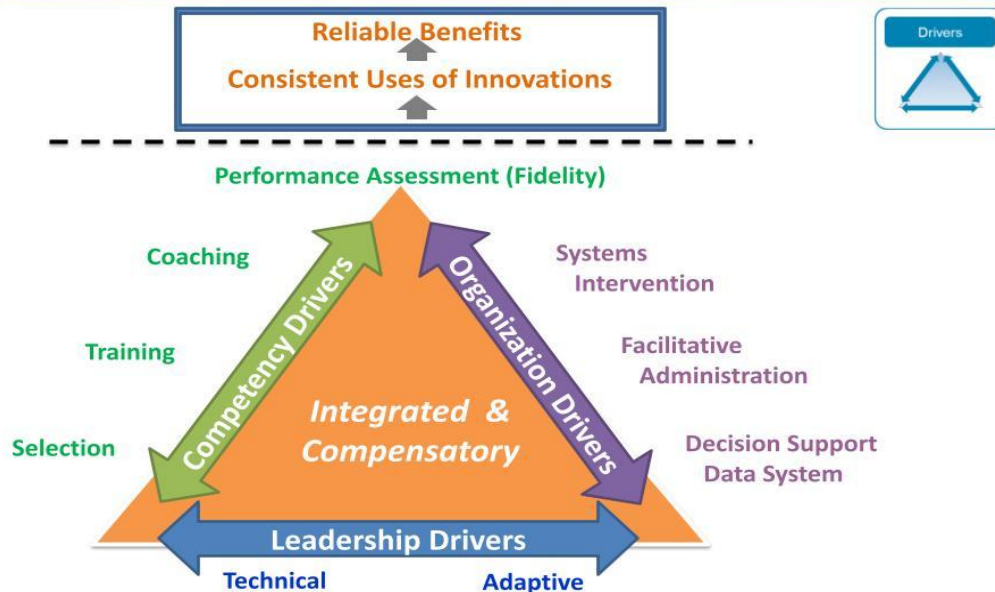 Reliable Benefits
Consistent Uses of Innovations
Drivers
Performance Assessment (Fidelity)
Coaching
Training
Selection
Competency Drivers
Organization Drivers
Systems
Intervention
Facilitative
Administration
Decision Support
Data System
Integrated &
Compensatory
Leadership Drivers
Technical
Adaptive